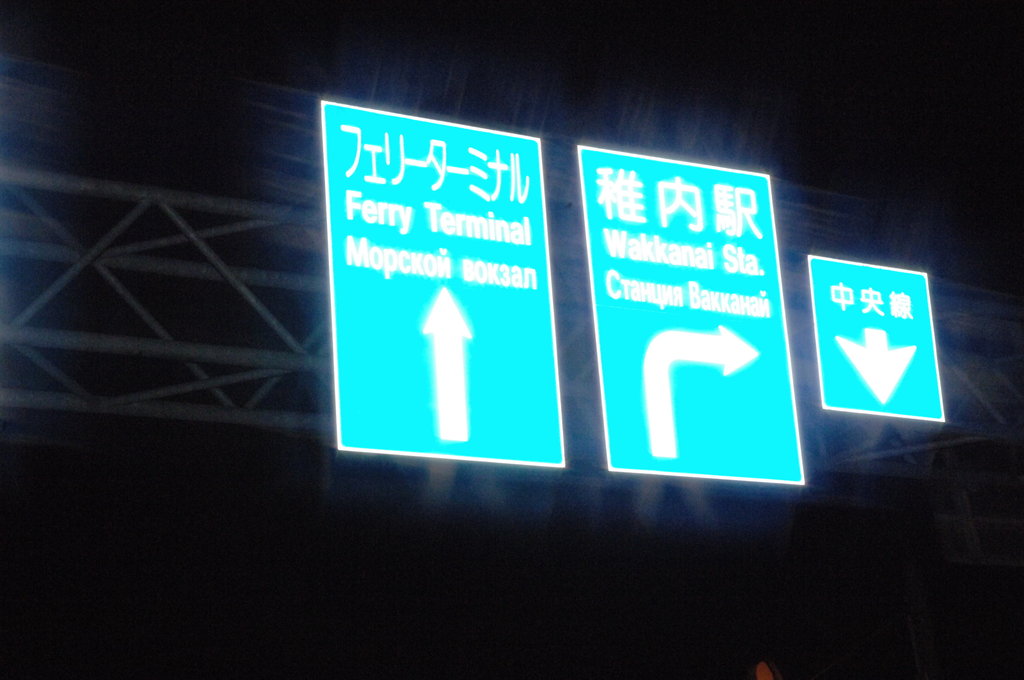 フェリーターミナル
Ferry Terminal
Морской вокзал
稚内駅
Wakkanai Sta.
Станция Вакканай
中央線